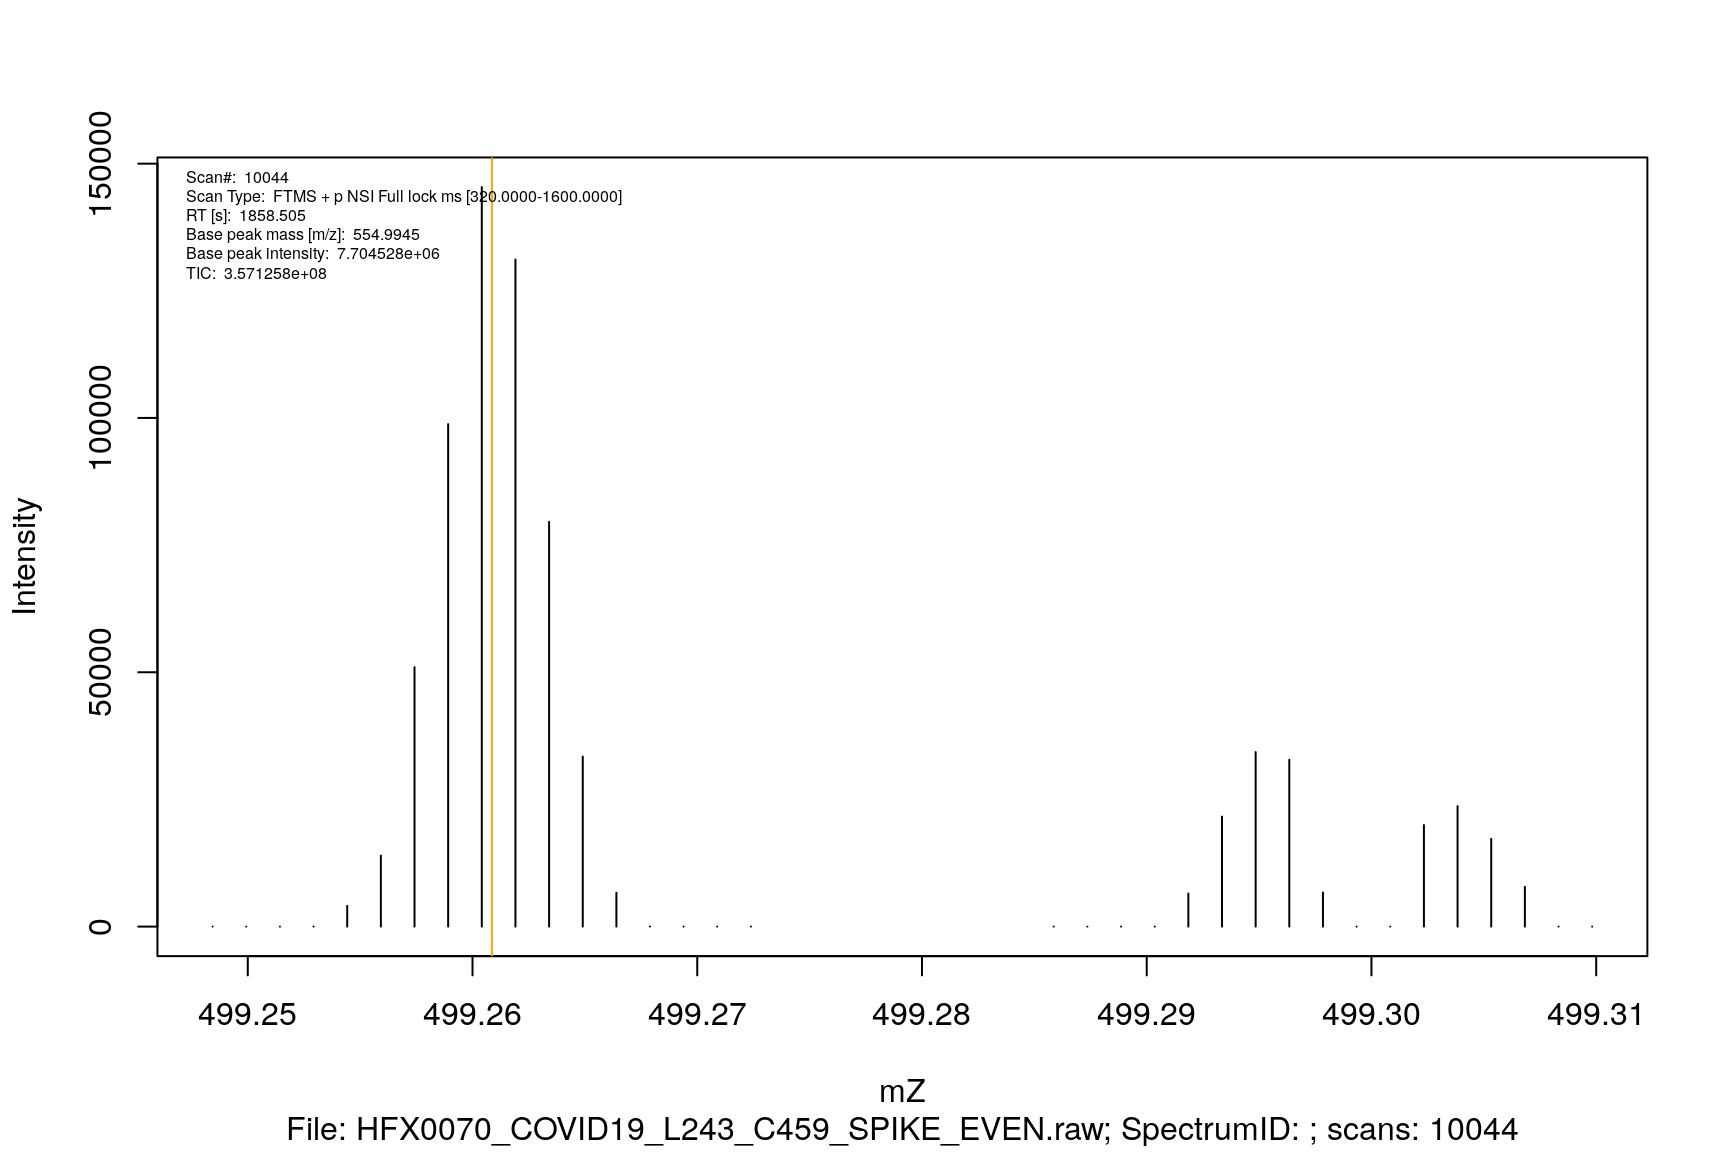 150000
Scan#: 10044
Scan Type: FTMS + p NSI Full lock ms [320.0000-1600.0000]
RT [s]: 1858.505
Base peak mass [m/z]: 554.9945
Base peak intensity: 7.704528e+06
TIC: 3.571258e+08
100000
Intensity
50000
0
499.25 499.26 499.27 499.28 499.29 499.30 499.31
mZ
File: HFX0070_COVID19_L243_C459_SPIKE_EVEN.raw; SpectrumID: ; scans: 10044